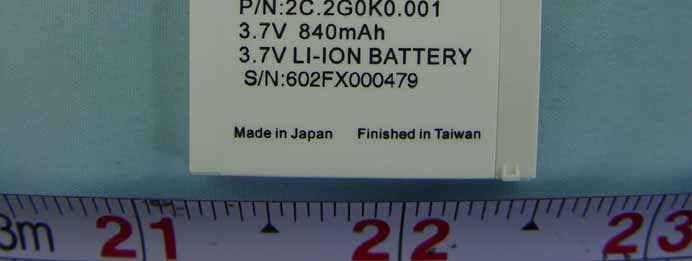 P/N:2C.2G0K0.001
3.7V 840mAh
3.7V LI-ION BATTERY
S/N:602FX000479
Made in Japan Finished in Taiwan
3m 21 22 23